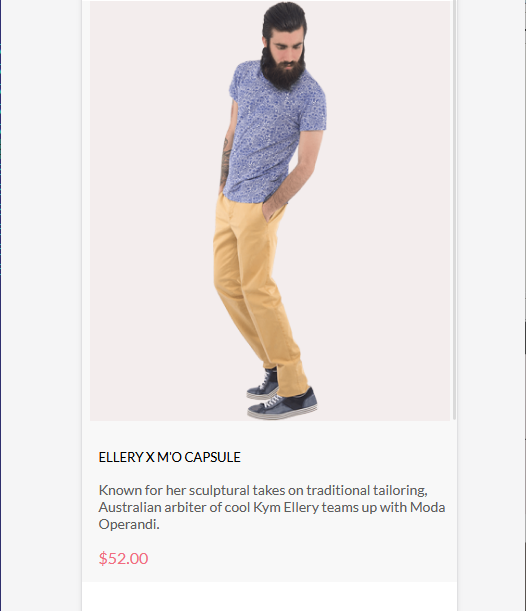 ELLERY X M'O CAPSULE
Known for her sculptural takes on traditional tailoring,
Australian arbiter of cool Kym Ellery teams up with Moda
Operandi.
$52.00